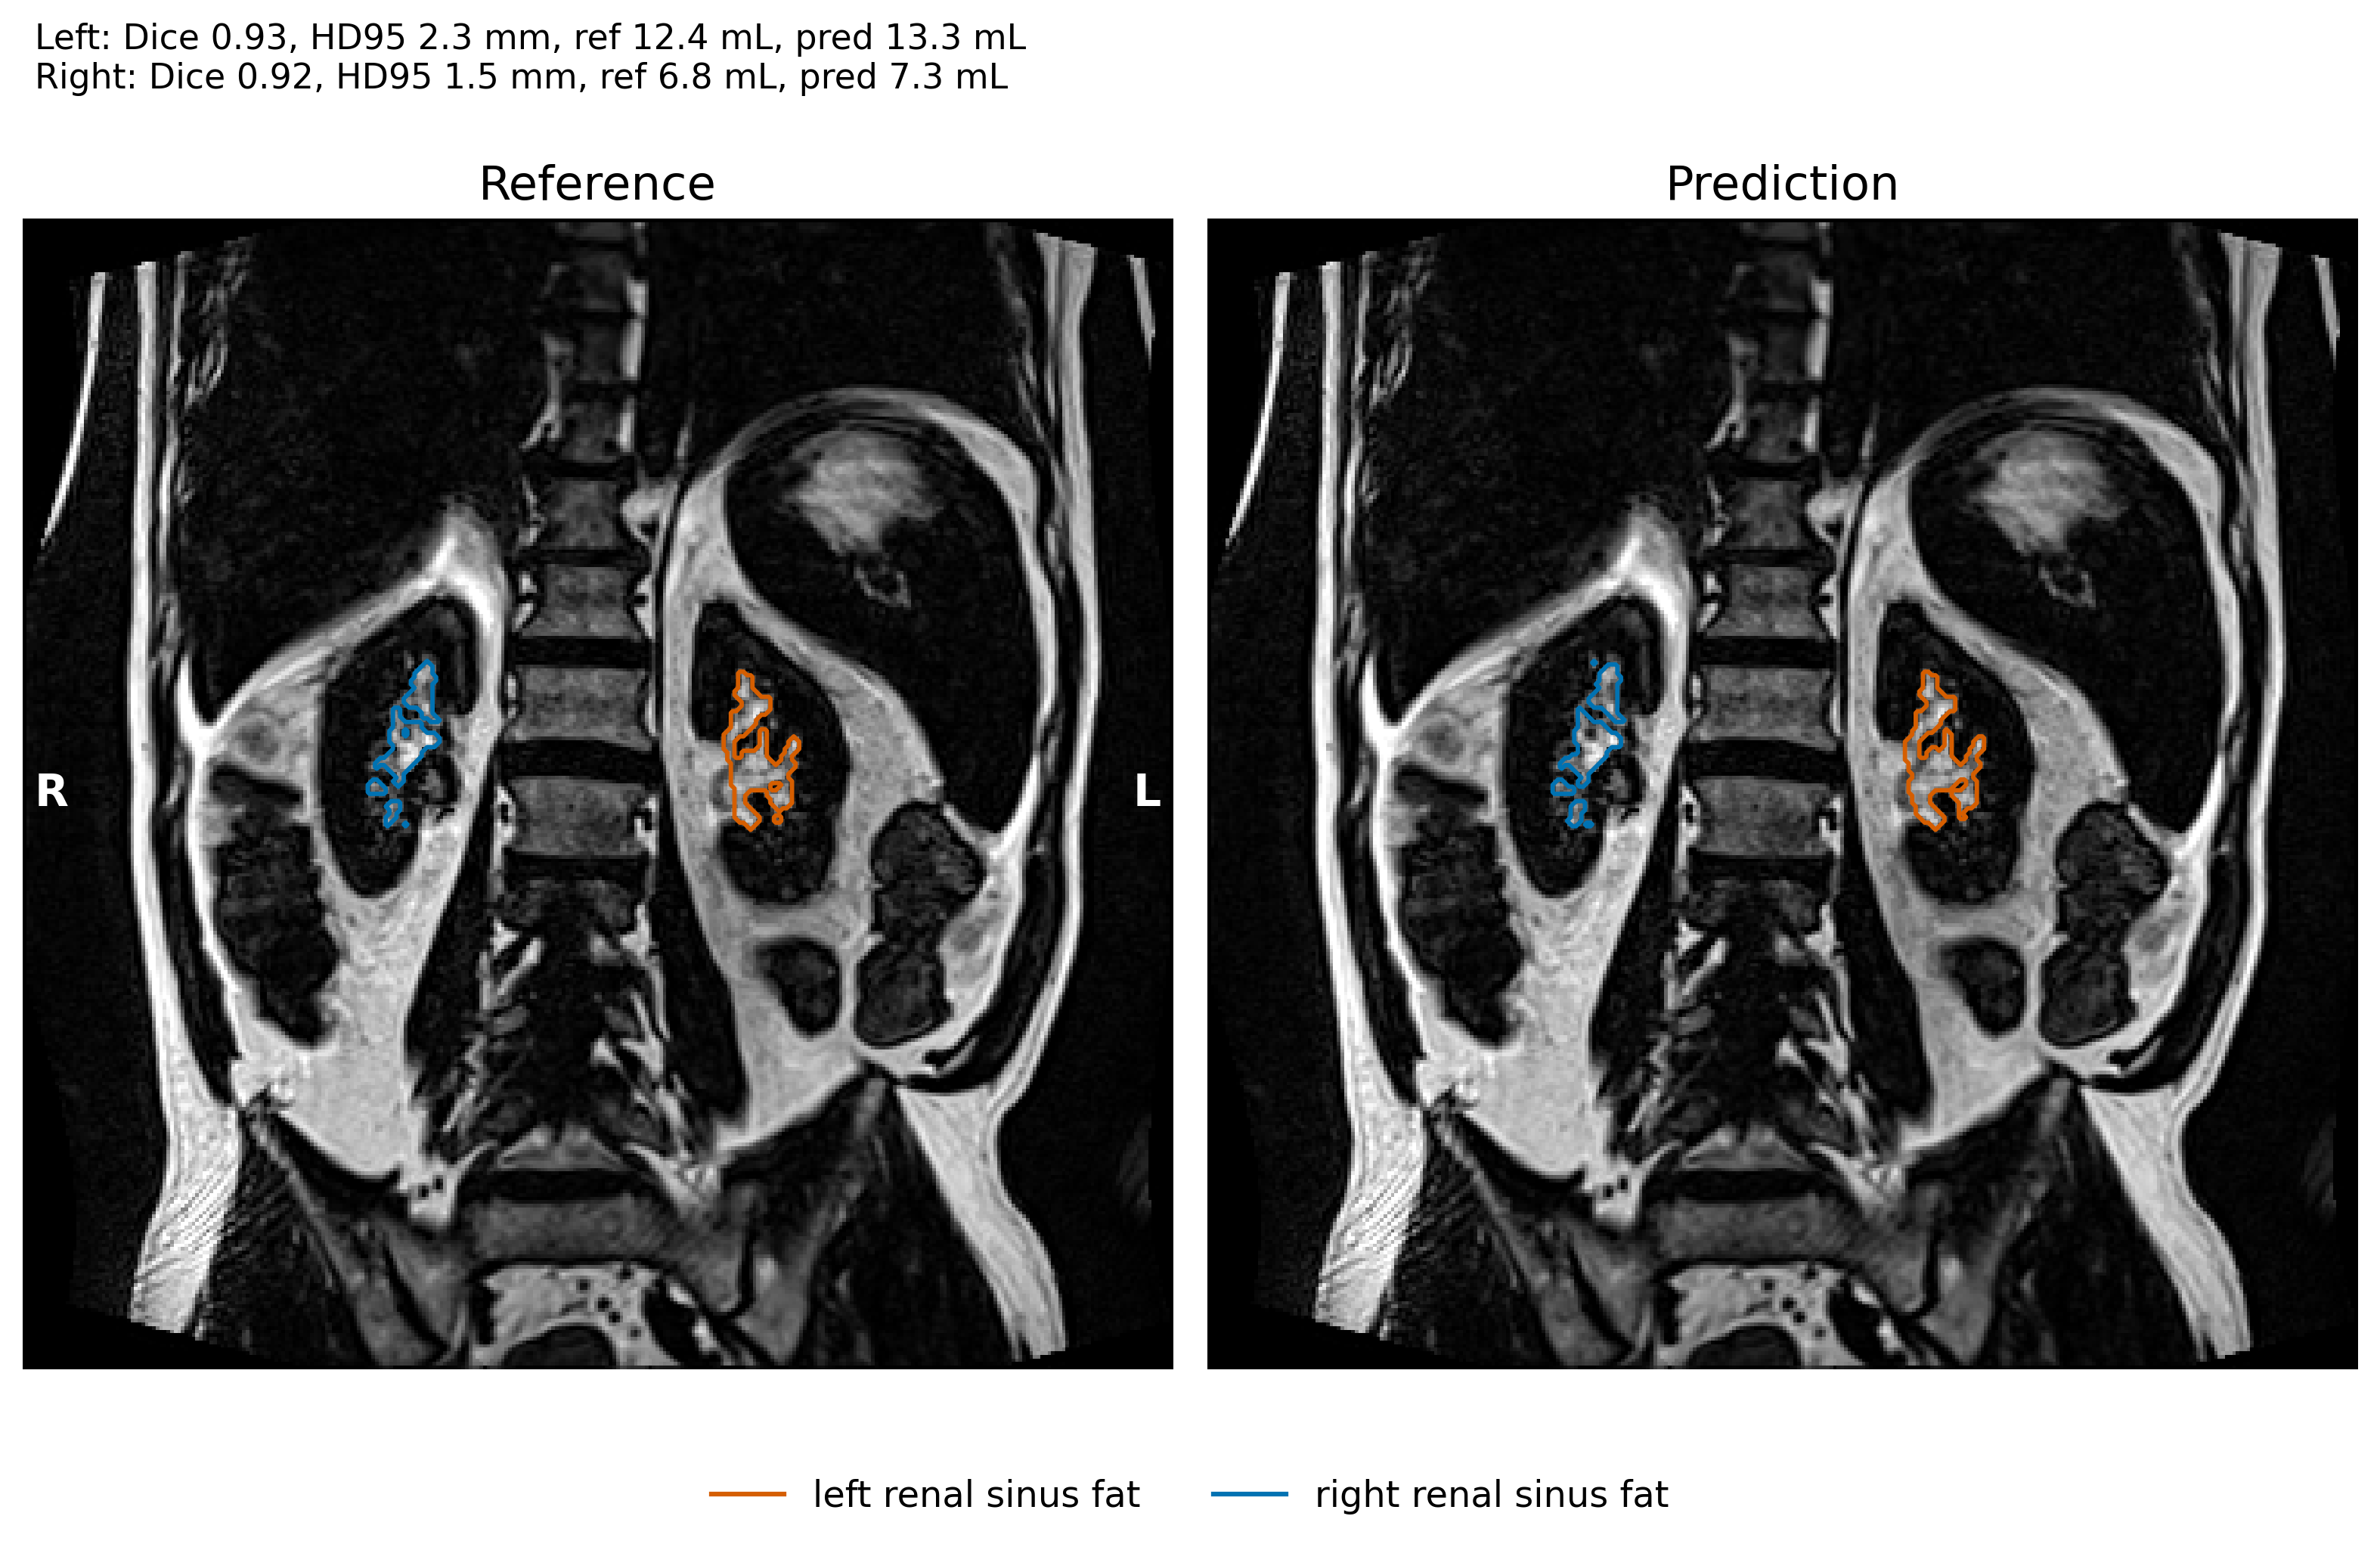 Left: Dice 0.93, HD95 2.3 mm, ref 12.4 mL, pred 13.3 mL
Right: Dice 0.92, HD95 1.5 mm, ref 6.8 mL, pred 7.3 mL
Reference
Prediction
R
L
left renal sinus fat
right renal sinus fat